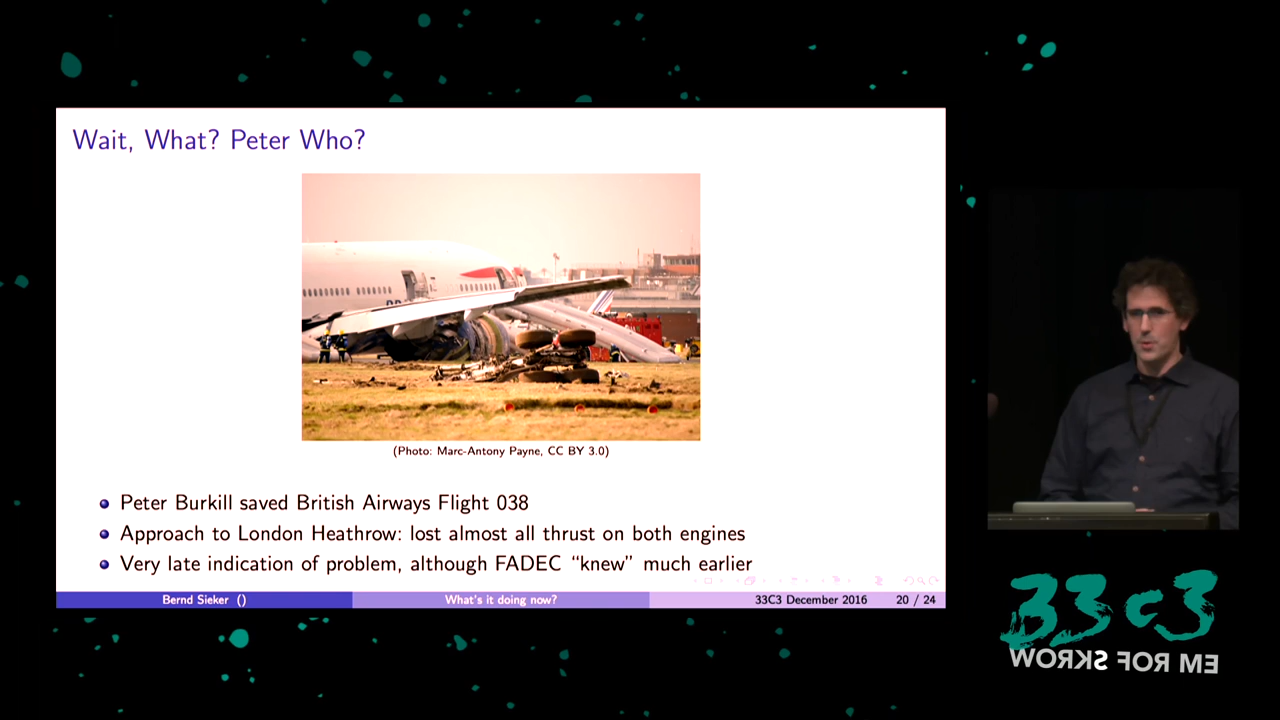 Wait, What? Peter Who?
(Photo: Marc-Antony Payne, CC BY 3.0)
Peter Burkill saved British Airways Flight 038
Approach to London Heathrow: lost almost all thrust on both engines
Very late indication of problem, although FADEC “knew” much earlier
Bernd Sieker () What's it doing now? 33C3 December 2016 20 / 24
33C3
WORKS FOR ME